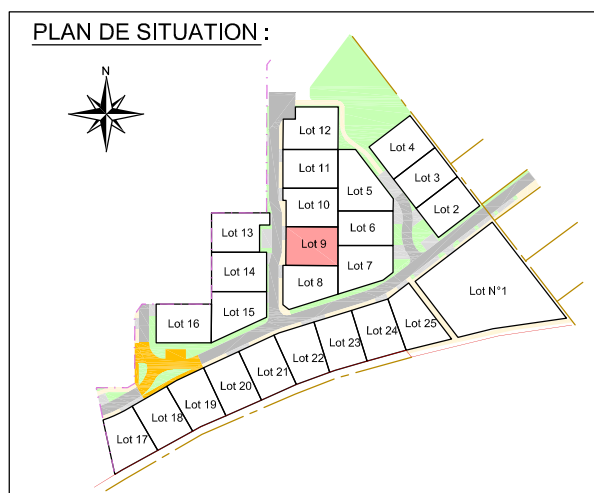 PLAN DE SITUATION :
N
Lot 12
Lot 4
Lot 11
Lot 3
Lot 5
Lot 10
Lot 2
Lot 13
Lot 6
Lot 9
Lot 14
Lot 7
Lot 8
Lot N°1
Lot 15
Lot 16
Lot 25
Lot 24
Lot 23
Lot 22
Lot 21
Lot 20
Lot 19
Lot 18
Lot 17